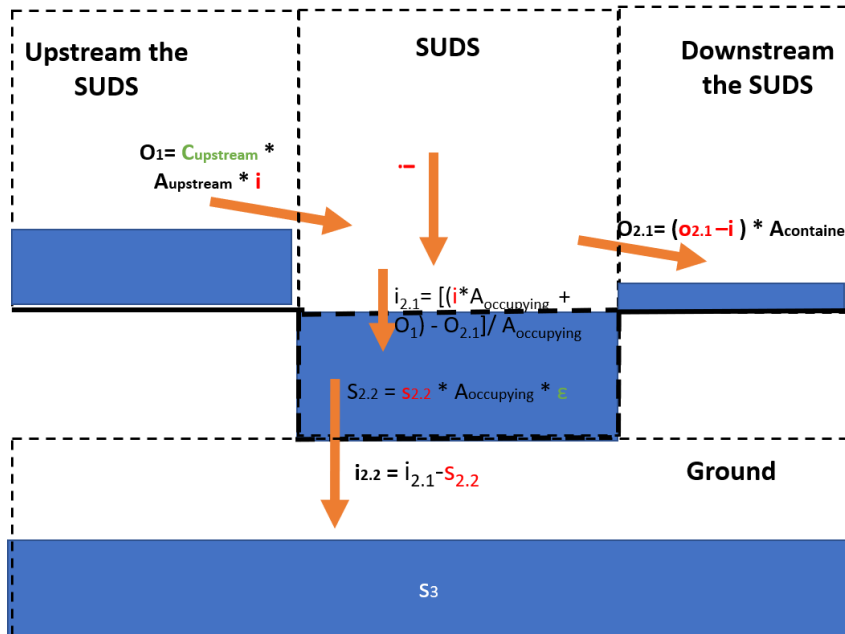 Upstream the
SUDS
SUDS
Downstream
the SUDS
O1= Cupstream *
Aupstream * i
i
O2.1= (o2.1 – i ) * Acontaine
i2.1= [(i*Aoccupying +
O1) - O2.1]/ Aoccupying
S2.2 = s2.2 * Aoccupying * ε
i2.2 = i2.1-s2.2
Ground
s3